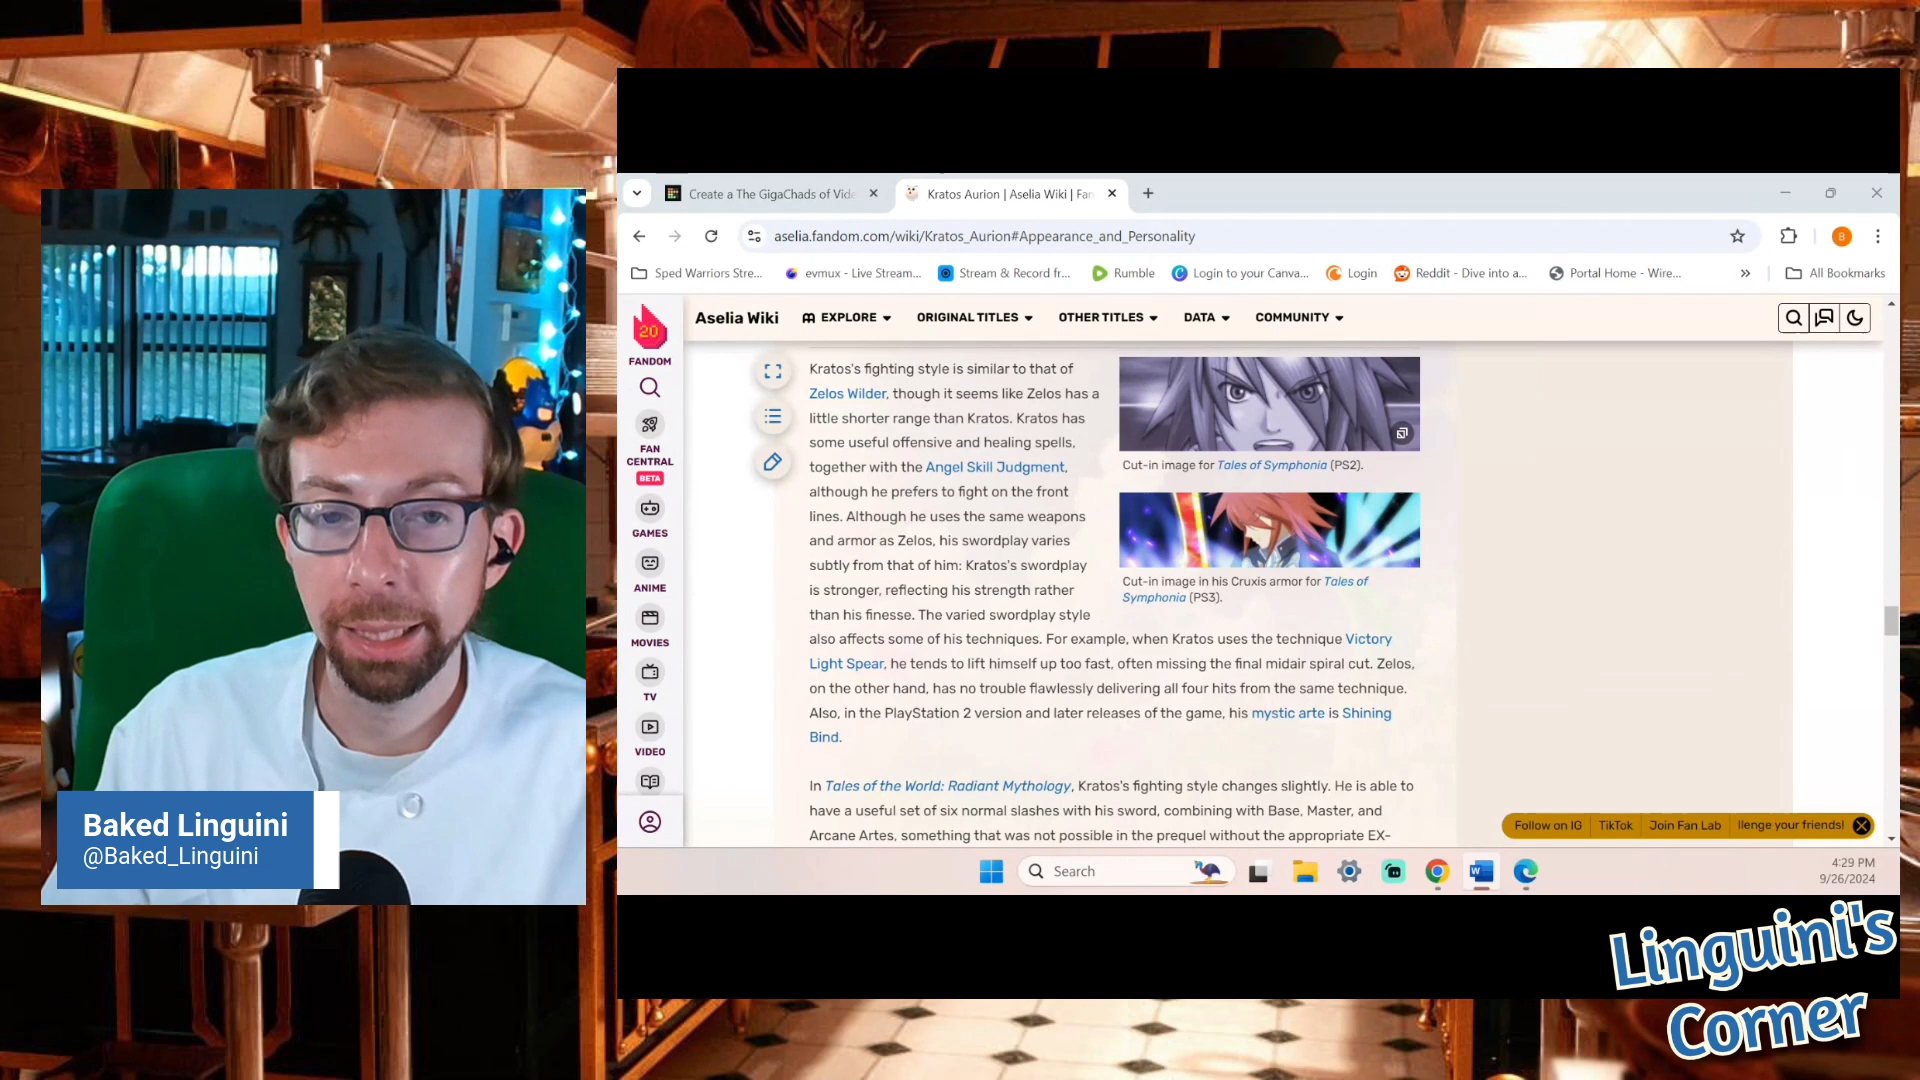 Create a The GigaChads of Vide
Kratos Aurion | Aselia Wiki | Fan
aselia.fandom.com/wiki/Kratos_Aurion#Appearance_and_Personality
B
Sped Warriors Stre...
evmux - Live Stream...
Stream & Record fr...
Rumble
Login to your Canva...
Login
Reddit - Dive into a...
Portal Home - Wire...
All Bookmarks
20
FANDOM
FAN
CENTRAL
BETA
GAMES
ANIME
MOVIES
TV
VIDEO
Aselia Wiki
EXPLORE
ORIGINAL TITLES
OTHER TITLES
DATA
COMMUNITY
Kratos's fighting style is similar to that of
Zelos Wilder, though it seems like Zelos has a
little shorter range than Kratos. Kratos has
some useful offensive and healing spells,
together with the Angel Skill Judgment,
although he prefers to fight on the front
lines. Although he uses the same weapons
and armor as Zelos, his swordplay varies
subtly from that of him: Kratos's swordplay
is stronger, reflecting his strength rather
than his finesse. The varied swordplay style
also affects some of his techniques. For example, when Kratos uses the technique Victory
Light Spear, he tends to lift himself up too fast, often missing the final midair spiral cut. Zelos,
on the other hand, has no trouble flawlessly delivering all four hits from the same technique.
Also, in the PlayStation 2 version and later releases of the game, his mystic arte is Shining
Bind.
In Tales of the World: Radiant Mythology, Kratos's fighting style changes slightly. He is able to
have a useful set of six normal slashes with his sword, combining with Base, Master, and
Arcane Artes, something that was not possible in the prequel without the appropriate EX-
Cut-in image for Tales of Symphonia (PS2).
Cut-in image in his Cruxis armor for Tales of
Symphonia (PS3).
Follow on IG
TikTok
Join Fan Lab
llenge your friends!
Search
4:29 PM
9/26/2024
Baked Linguini
@Baked_Linguini
Linguini's
Corner